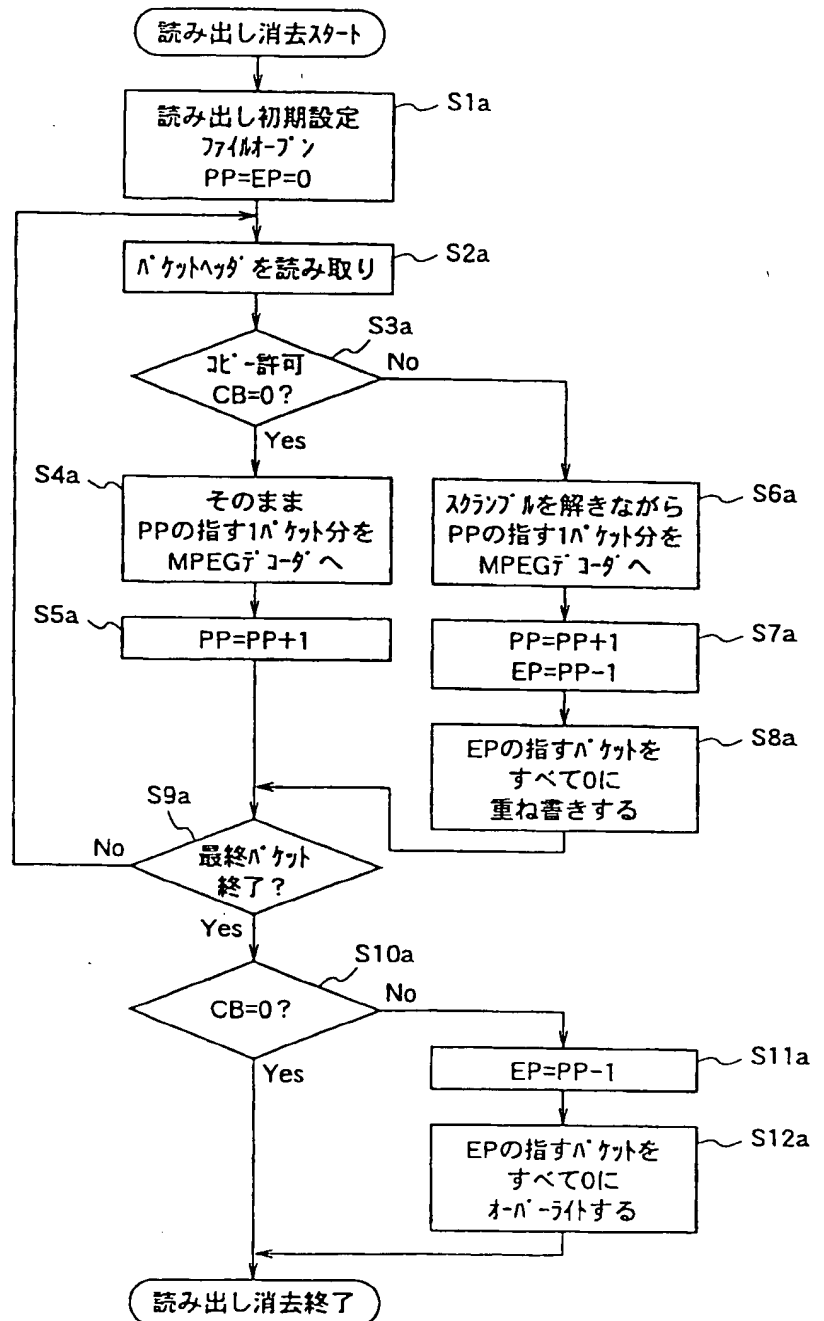 読み出し消去スタート
S1a
読み出し初期設定
ファイルオープン
PP=EP=0
パケットヘッダを読み取り
S2a
S3a
コピー許可
CB=0?
No
Yes
S4a
そのまま
PPの指す1パケット分を
MPEGデコーダへ
S6a
スクランブルを解きながら
PPの指す1パケット分を
MPEGデコーダへ
S5a
PP=PP+1
S7a
PP=PP+1
EP=PP-1
S8a
EPの指すパケットを
すべて0に
重ね書きする
S9a
No
最終パケット
終了?
Yes
S10a
CB=0?
No
Yes
S11a
EP=PP-1
S12a
EPの指すパケットを
すべて0に
オーバーライトする
読み出し消去終了